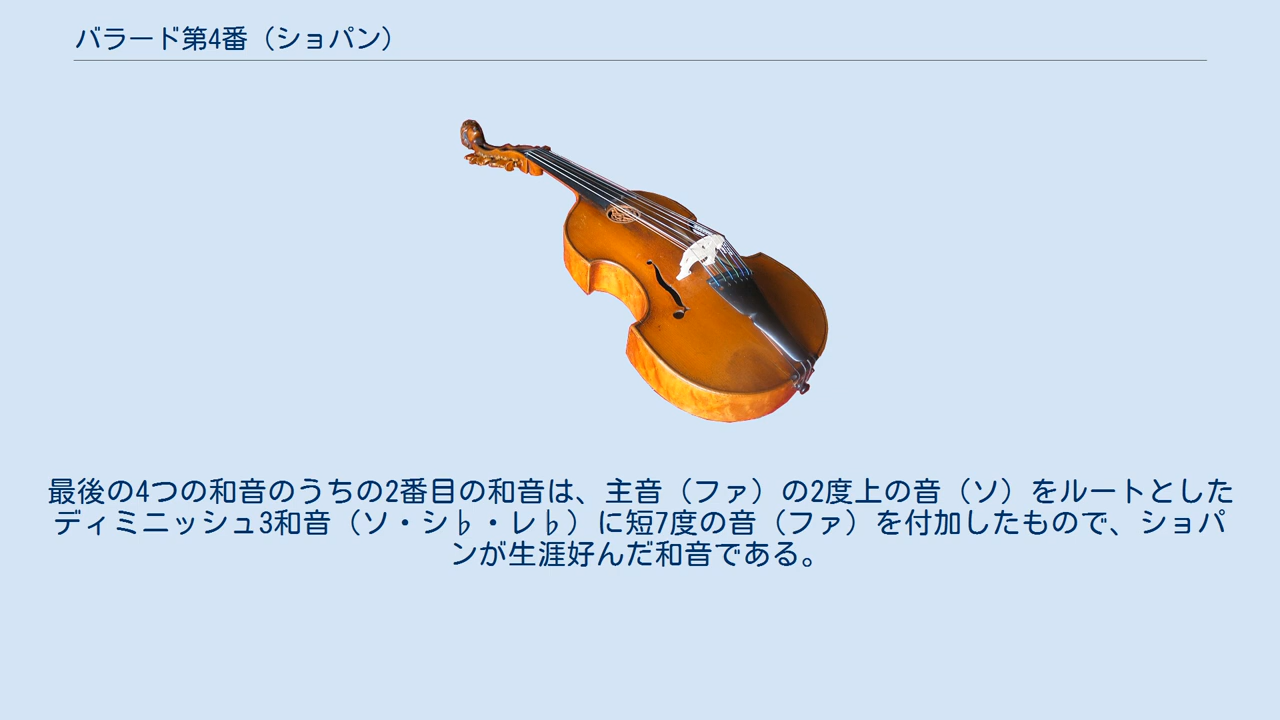 バラード第4番（ショパン）
最後の4つの和音のうちの2番目の和音は、主音（ファ）の2度上の音（ソ）をルートとした
ディミニッシュ3和音（ソ・シ♭・レ♭）に短7度の音（ファ）を付加したもので、ショパ
ンが生涯好んだ和音である。